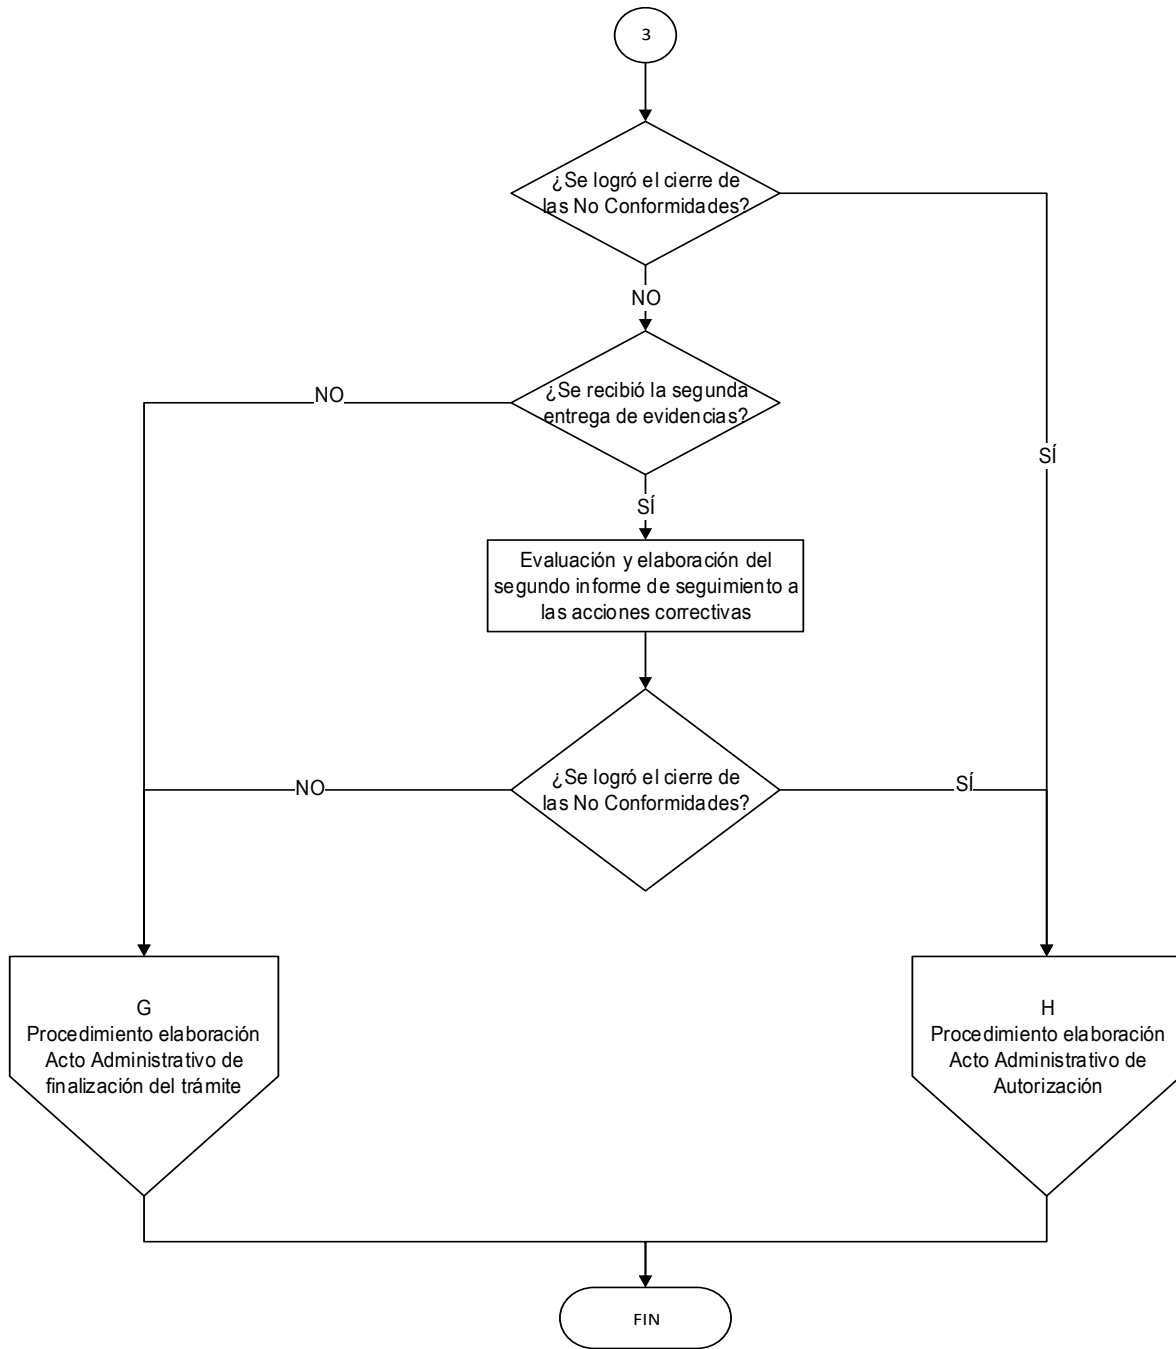 3
¿Se logró el cierre de
las No Conformidades?
NO
¿Se recibió la segunda
entrega de evidencias?
NO
SÍ
SÍ
Evaluación y elaboración del
segundo informe de seguimiento a
las acciones correctivas
¿Se logró el cierre de
las No Conformidades?
NO
SÍ
G
Procedimiento elaboración
Acto Administrativo de
finalización del trámite
H
Procedimiento elaboración
Acto Administrativo de
Autorización
FIN